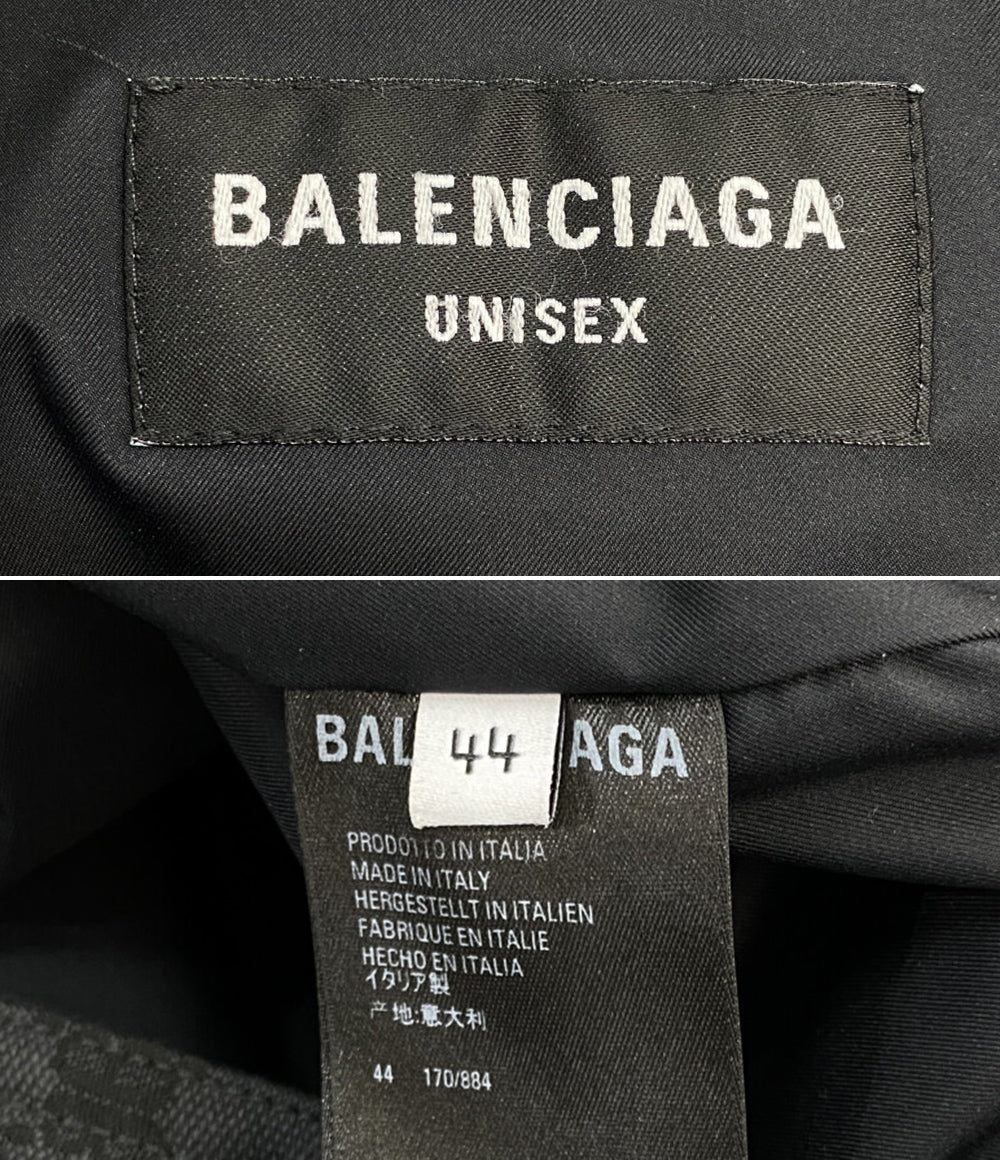 BALENCIAGA
UNISEX
BAL 44 AGA
PRODOTTO IN ITALIA
MADE IN ITALY
HERGESTELLT IN ITALIEN
FABRIQUE EN ITALIE
HECHO EN ITALIA
イタリア製
产地:意大利
44 170/884